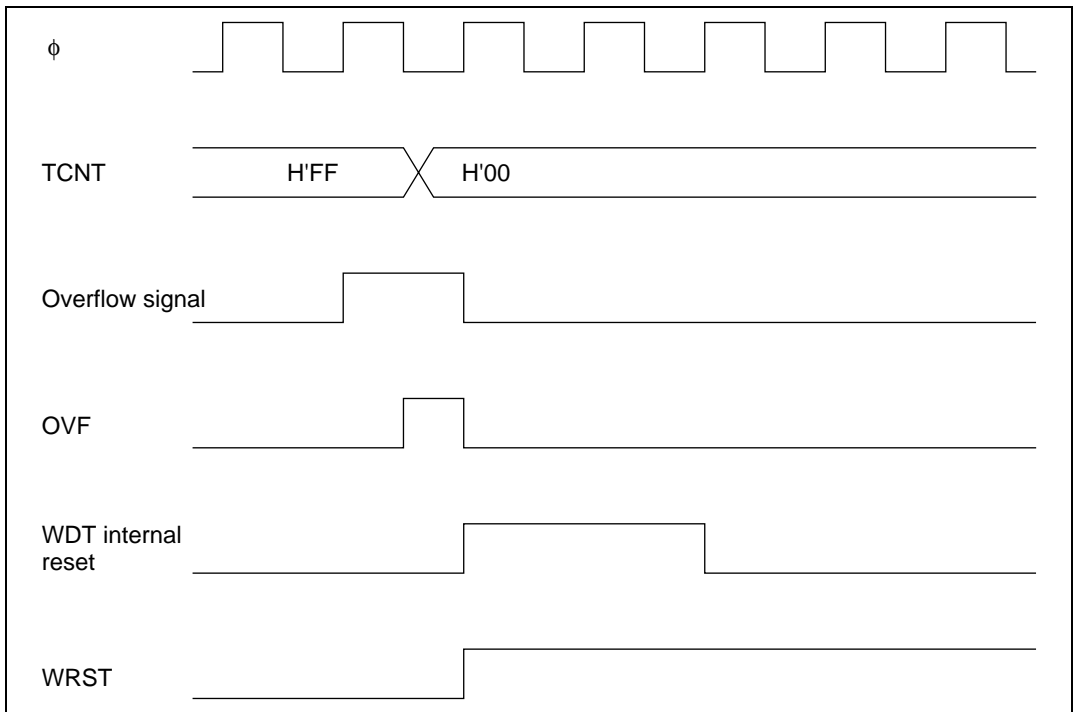 ϕ
TCNT
H'FF
H'00
Overflow signal
OVF
WDT internal
reset
WRST